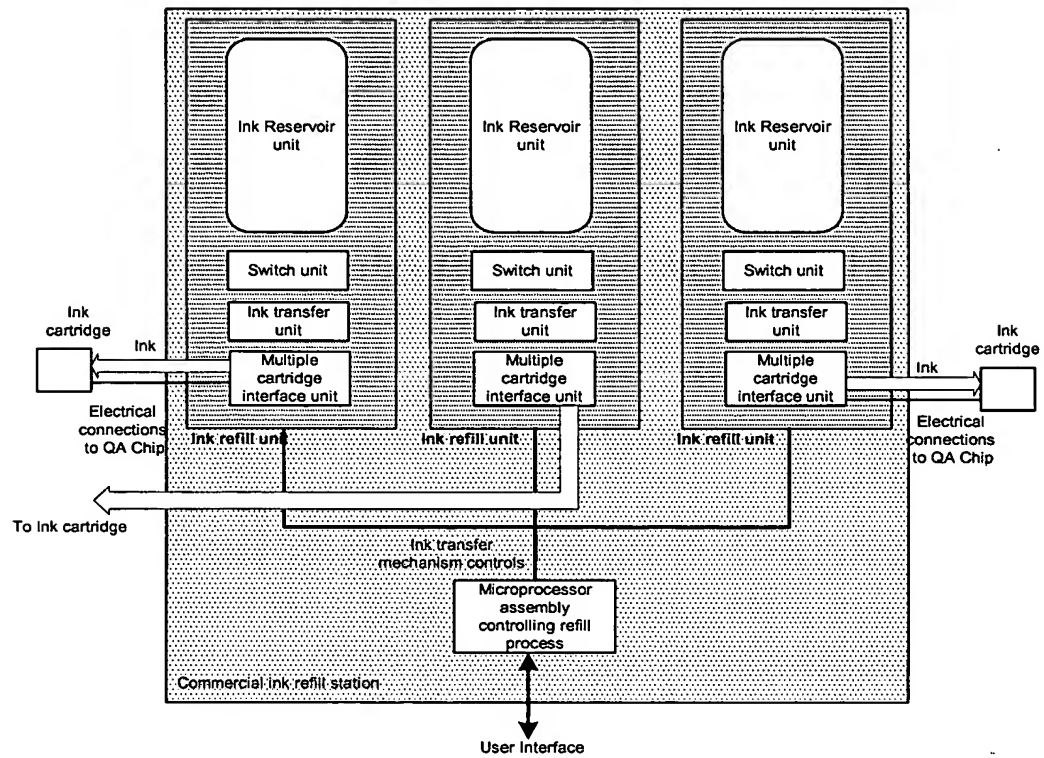 Ink Reservoir
unit
Ink Reservoir
unit
Ink Reservoir
unit
Switch unit
Switch unit
Switch unit
Ink transfer
unit
Ink transfer
unit
Ink transfer
unit
Ink
cartridge
Ink
Multiple
cartridge
interface unit
Multiple
cartridge
interface unit
Multiple
cartridge
interface unit
Ink
Ink
cartridge
Electrical
connections
to QA Chip
Ink refill unit
Ink refill unit
Ink refill unit
Electrical
connections
to QA Chip
To Ink cartridge
Ink transfer
mechanism controls
Microprocessor
assembly
controlling refill
process
Commercial ink refill station
User Interface